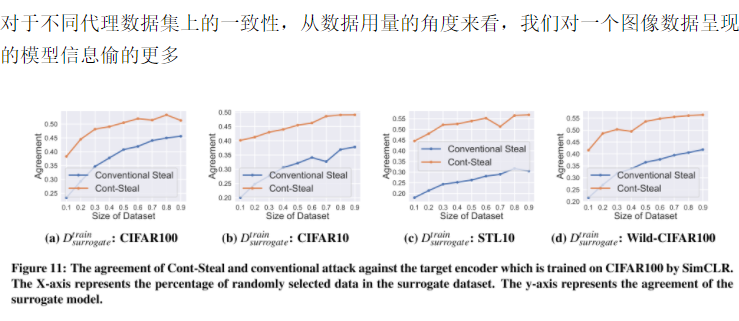 对于不同代理数据集上的一致性，从数据用量的角度来看，我们对一个图像数据呈现
的模型信息偷的更多
Agreement
0.50
0.45
0.40
0.35
0.30
0.25
Conventional Steal
Cont-Steal
0.1 0.2 0.3 0.4 0.5 0.6 0.7 0.8 0.9
Size of Dataset
(a) D^train_surrogate: CIFAR100
Agreement
0.50
0.45
0.40
0.35
0.30
0.25
0.20
Conventional Steal
Cont-Steal
0.1 0.2 0.3 0.4 0.5 0.6 0.7 0.8 0.9
Size of Dataset
(b) D^train_surrogate: CIFAR10
Agreement
0.55
0.50
0.45
0.40
0.35
0.30
0.25
0.20
Conventional Steal
Cont-Steal
0.1 0.2 0.3 0.4 0.5 0.6 0.7 0.8 0.9
Size of Dataset
(c) D^train_surrogate: STL10
Agreement
0.55
0.50
0.45
0.40
0.35
0.30
0.25
0.20
Conventional Steal
Cont-Steal
0.1 0.2 0.3 0.4 0.5 0.6 0.7 0.8 0.9
Size of Dataset
(d) D^train_surrogate: Wild-CIFAR100
Figure 11: The agreement of Cont-Steal and conventional attack against the target encoder which is trained on CIFAR100 by SimCLR.
The X-axis represents the percentage of randomly selected data in the surrogate dataset. The y-axis represents the agreement of the
surrogate model.